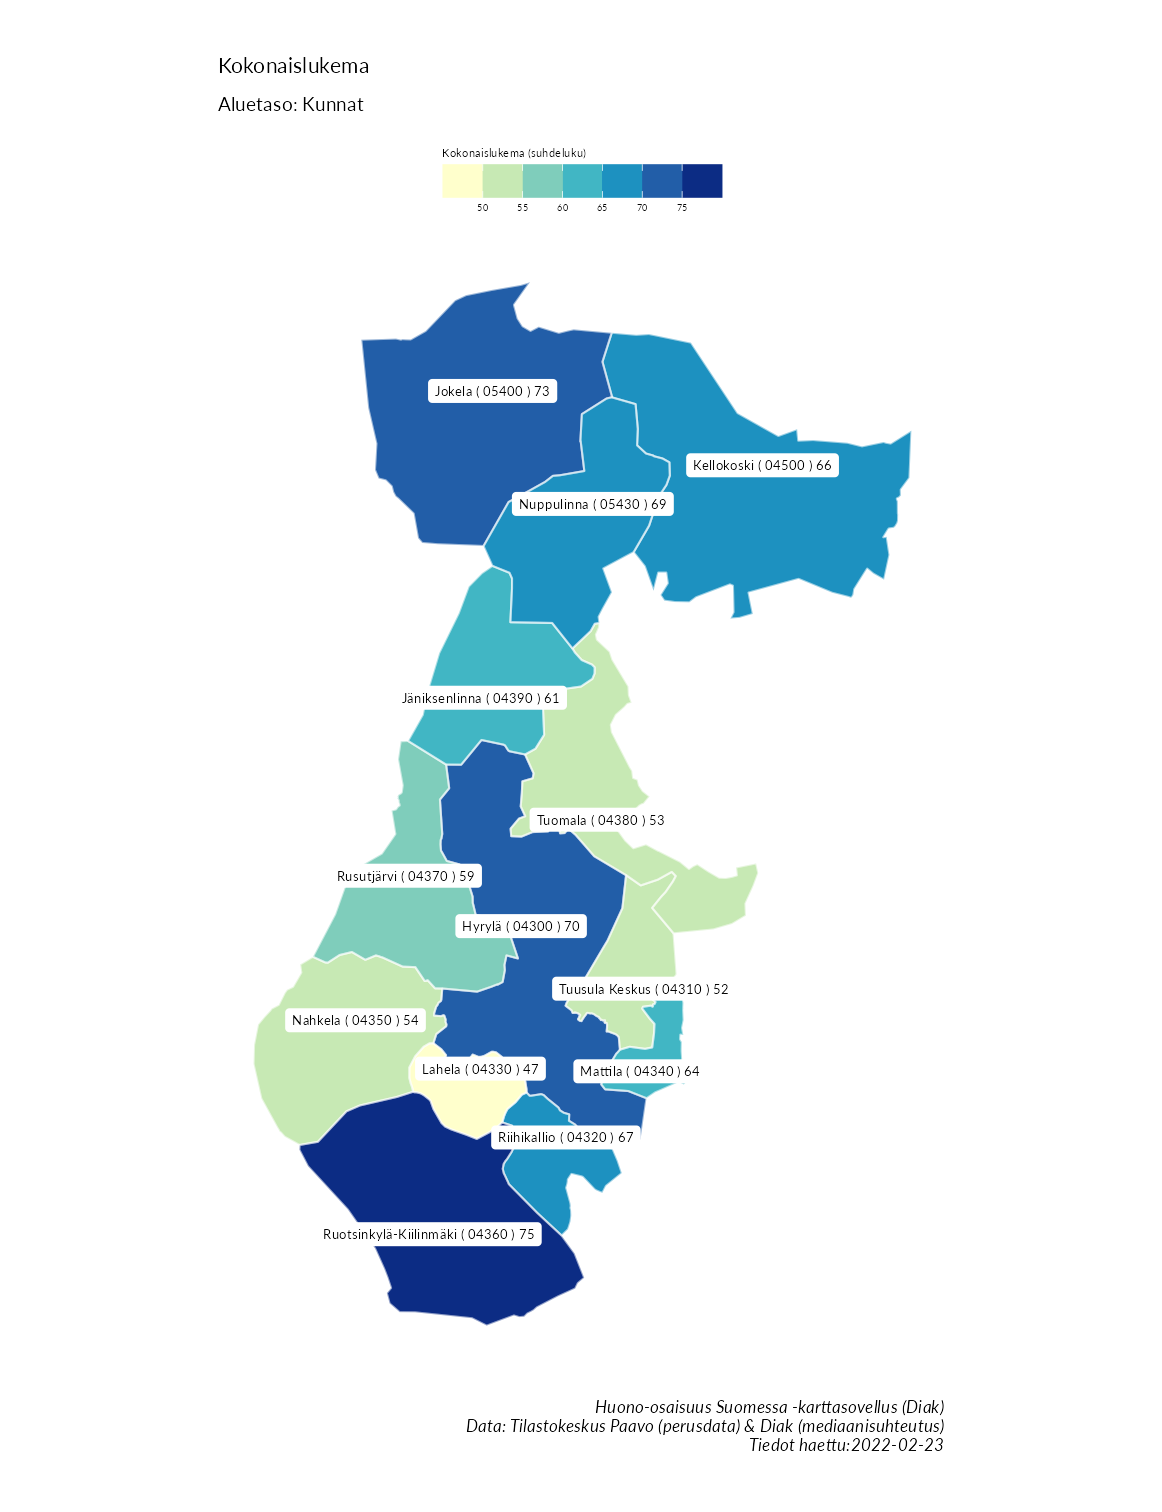 Kokonaislukema
Aluetaso: Kunnat
Kokonaislukema (suhdeluku)
50 55 60 65 70 75
Jokela ( 05400 ) 73
Kellokoski ( 04500 ) 66
Nuppulinna ( 05430 ) 69
Jäniksenlinna ( 04390 ) 61
Tuomala ( 04380 ) 53
Rusutjärvi ( 04370 ) 59
Hyrylä ( 04300 ) 70
Tuusula Keskus ( 04310 ) 52
Nahkela ( 04350 ) 54
Lahela ( 04330 ) 47
Mattila ( 04340 ) 64
Riihikallio ( 04320 ) 67
Ruotsinkylä-Kiilinmäki ( 04360 ) 75
Huono-osaisuus Suomessa -karttasovellus (Diak)
Data: Tilastokeskus Paavo (perusdata) & Diak (mediaanisuhteutus)
Tiedot haettu:2022-02-23